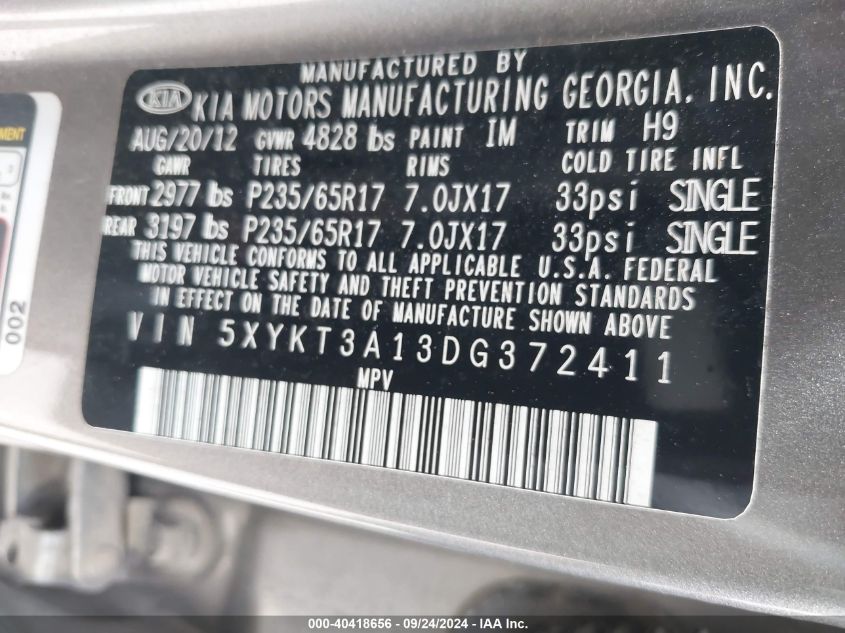 MANUFACTURED BY
KIA KIA MOTORS MANUFACTURING GEORGIA, INC.
AUG/20/12 GVWR 4828 lbs PAINT IM TRIM H9
GAWR TIRES RIMS COLD TIRE INFL
FRONT 2977 lbs P235/65R17 7.0JX17 33psi SINGLE
REAR 3197 lbs P235/65R17 7.0JX17 33psi SINGLE
THIS VEHICLE CONFORMS TO ALL APPLICABLE U.S.A. FEDERAL
MOTOR VEHICLE SAFETY AND THEFT PREVENTION STANDARDS
IN EFFECT ON THE DATE OF MANUFACTURE SHOWN ABOVE
VIN 5XYKT3A13DG372411
MPV
002
000-40418656 - 09/24/2024 - IAA Inc.